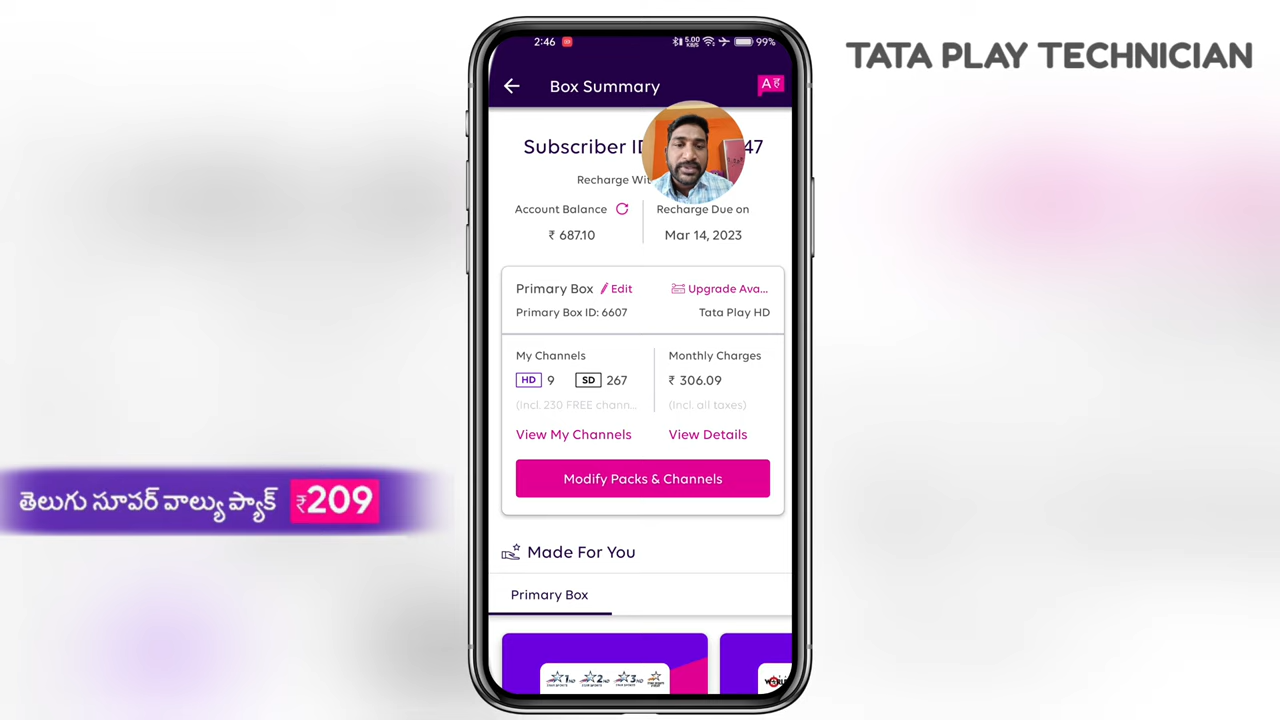 TATA PLAY TECHNICIAN
2:46
5.00
KB/S
99%
Box Summary
Subscriber ID 47
Recharge Wit
Account Balance
Recharge Due on
₹ 687.10
Mar 14, 2023
Primary Box
Edit
Upgrade Ava...
Primary Box ID: 6607
Tata Play HD
My Channels
Monthly Charges
HD 9 SD 267
₹ 306.09
(Incl. 230 FREE chann...
(Incl. all taxes)
View My Channels
View Details
Modify Packs & Channels
తెలుగు సూపర్ వాల్యు ప్యాక్ ₹209
Made For You
Primary Box